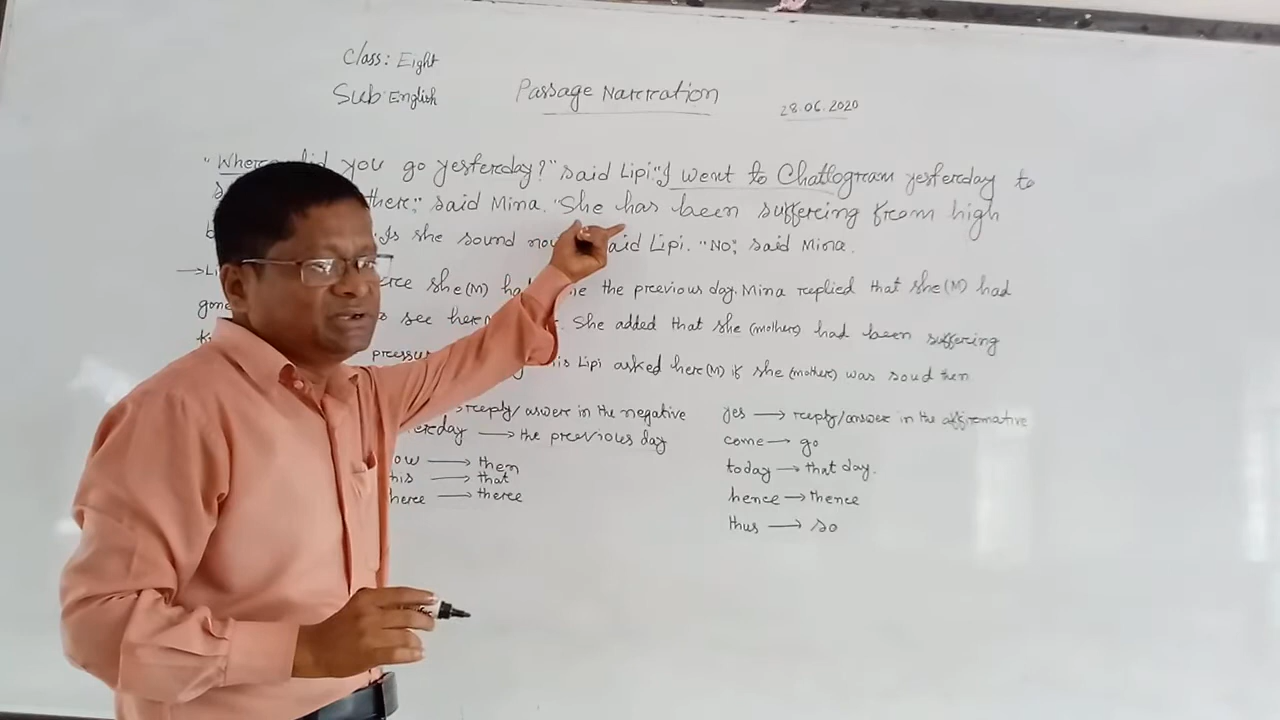 Class: Eight
Sub: English
Passage Narration
28.06.2020
"Where did you go yesterday?" said Lipi. "I went to Chattogram yesterday to
there," said Mina. "She has been suffering from high
Is she sound now said Lipi. "No", said Mina.
she (M) had the previous day. Mina replied that she (M) had
gone to see her She added that she (mother) had been suffering
pressure Lipi asked her (M) if she (mother) was soud then
reply/answer in the negative
yes → reply/answer in the affirmative
→ the previous day
come → go
→ then
today → that day.
→ that
hence → thence
here → there
thus → so